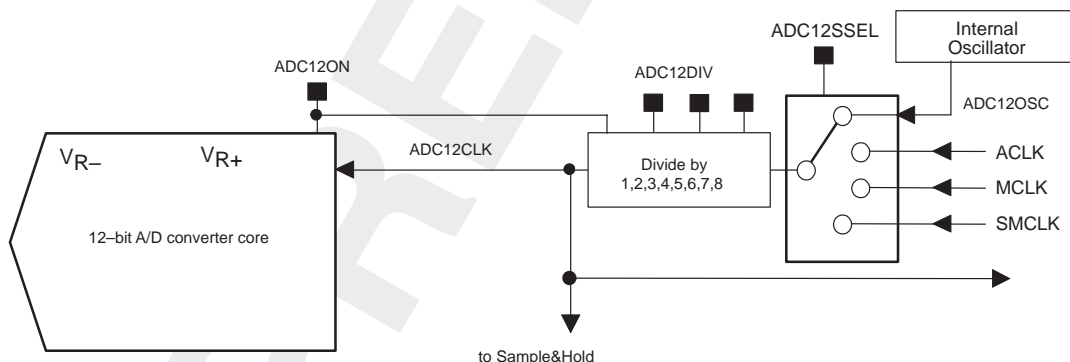 ADC12SSEL
Internal
Oscillator
ADC12ON
ADC12DIV
ADC12OSC
VR– VR+
ADC12CLK
Divide by
1,2,3,4,5,6,7,8
ACLK
MCLK
12–bit A/D converter core
SMCLK
to Sample&Hold